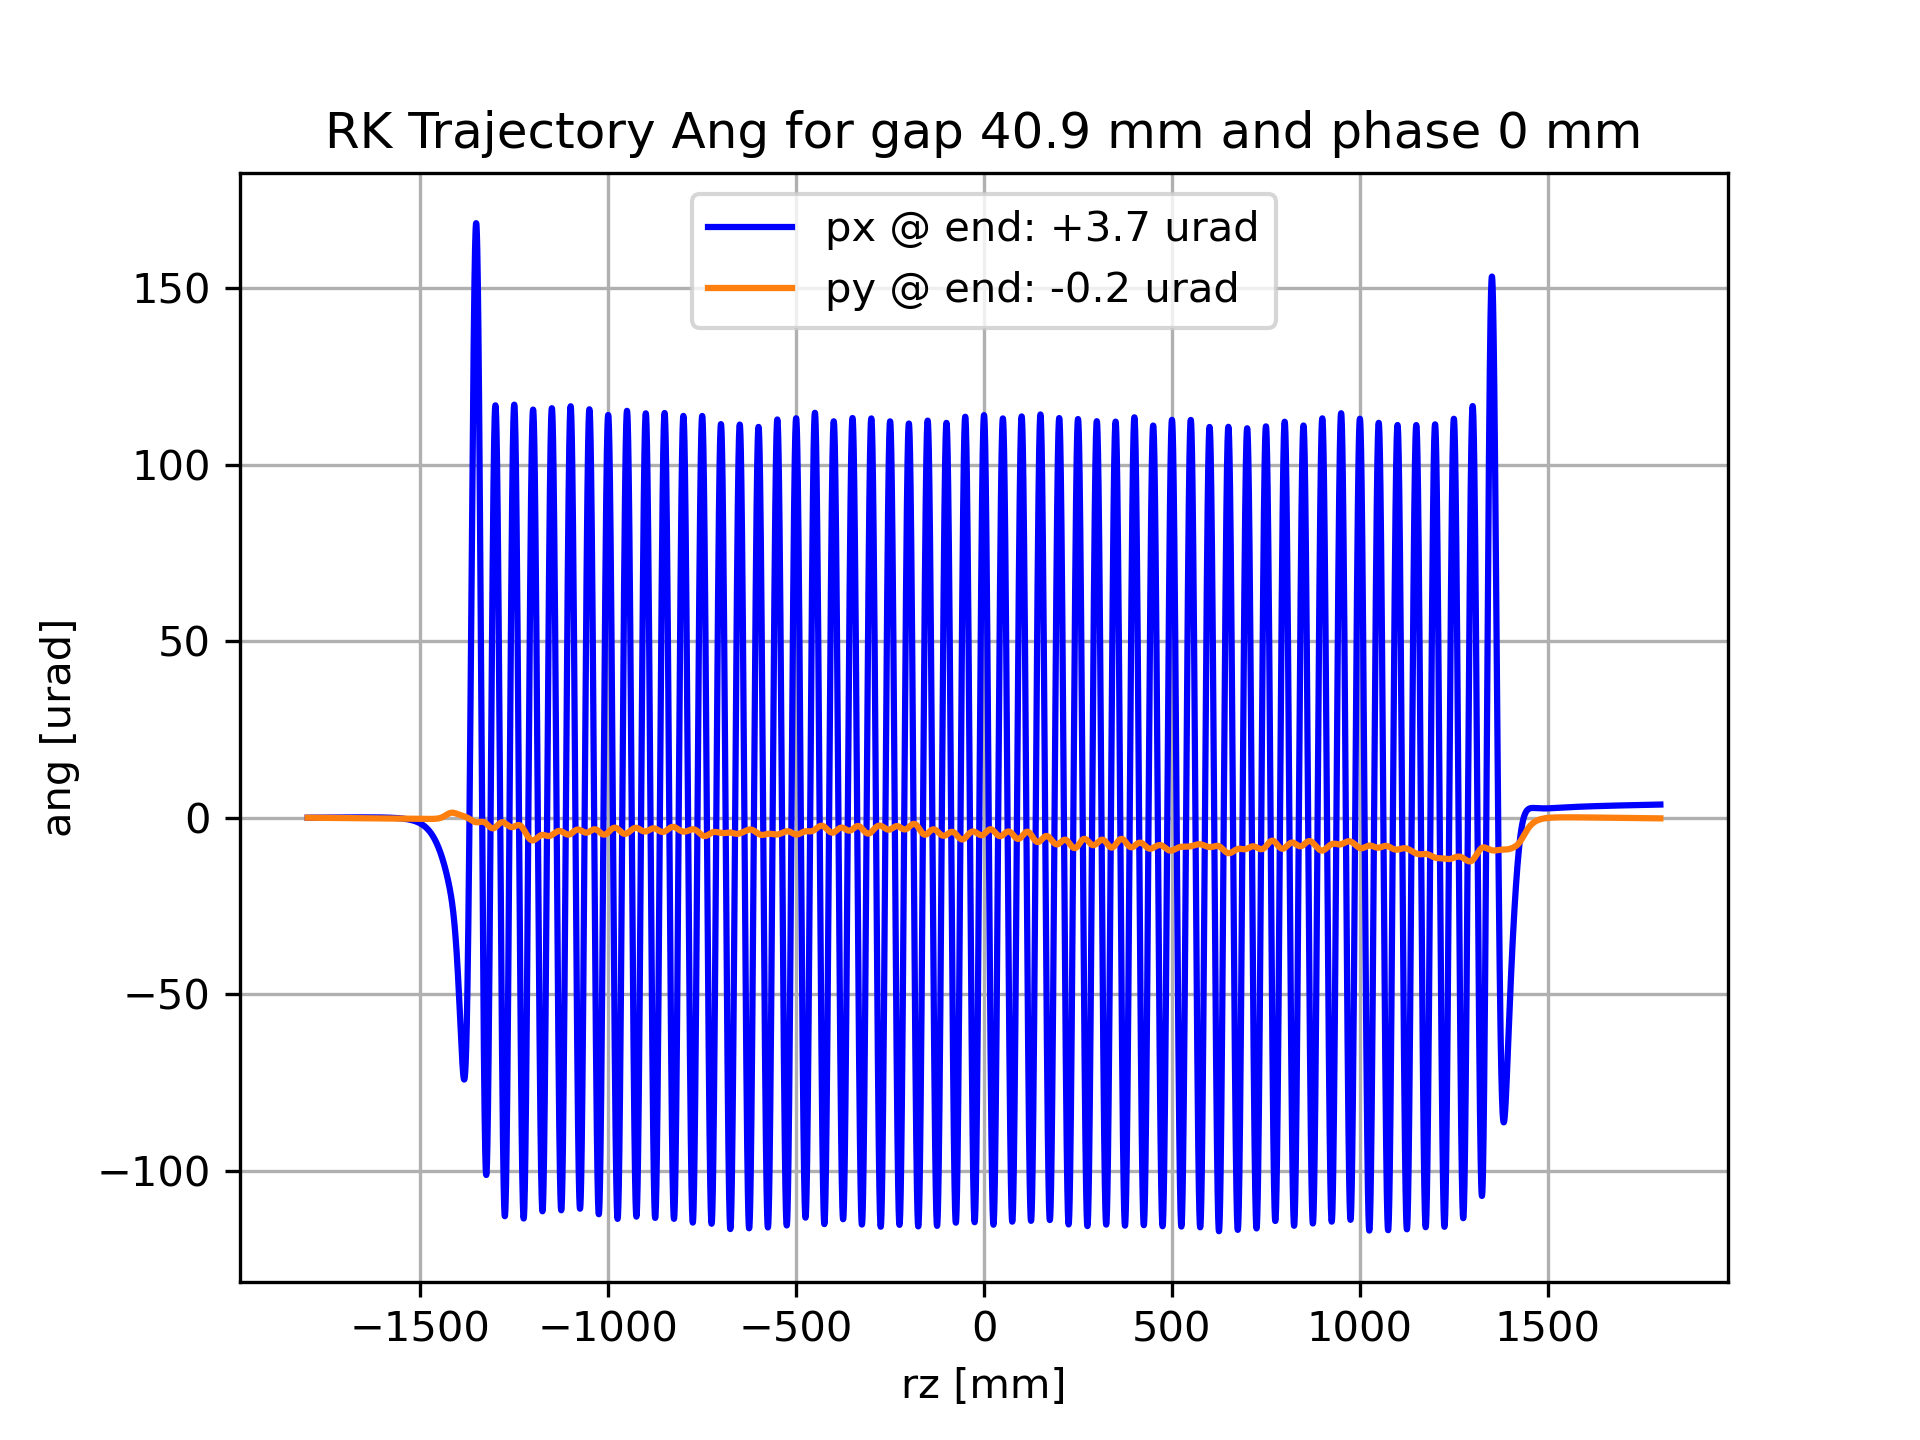 RK Trajectory Ang for gap 40.9 mm and phase 0 mm
px @ end: +3.7 urad
py @ end: -0.2 urad
150
100
50
0
−50
−100
ang [urad]
−1500 −1000 −500 0 500 1000 1500
rz [mm]